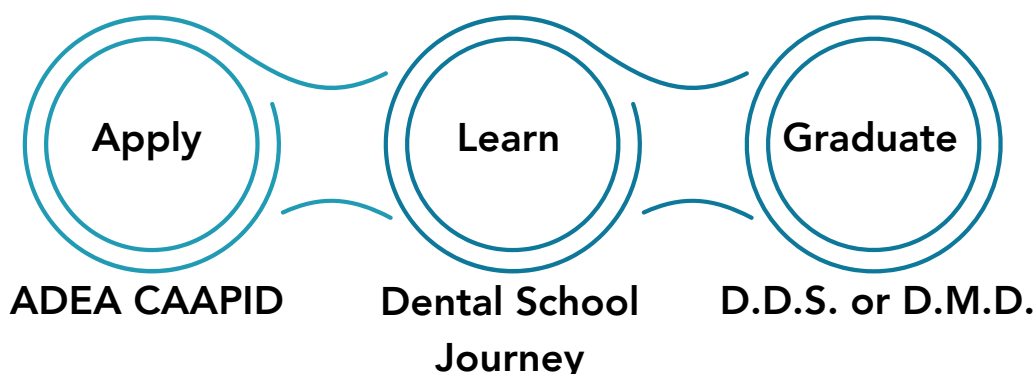 Apply
Learn
Graduate
ADEA CAAPID
Dental School
Journey
D.D.S. or D.M.D.